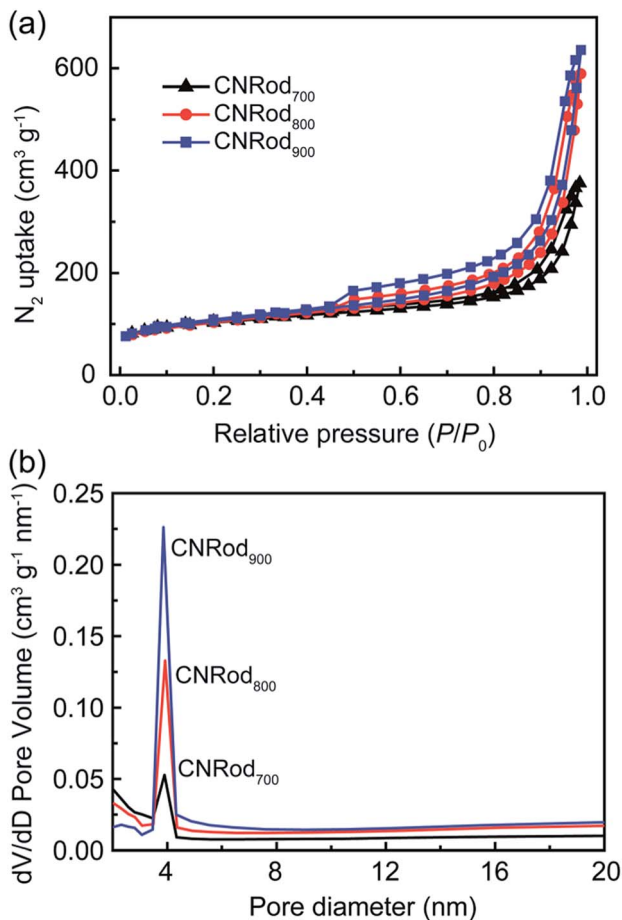 (a)
600
400
200
0
N₂ uptake (cm³ g⁻¹)
CNRod₇₀₀
CNRod₈₀₀
CNRod₉₀₀
0.0 0.2 0.4 0.6 0.8 1.0
Relative pressure (P/P₀)
(b)
0.25
0.20
0.15
0.10
0.05
0.00
dV/dD Pore Volume (cm³ g⁻¹ nm⁻¹)
CNRod₉₀₀
CNRod₈₀₀
CNRod₇₀₀
4 8 12 16 20
Pore diameter (nm)